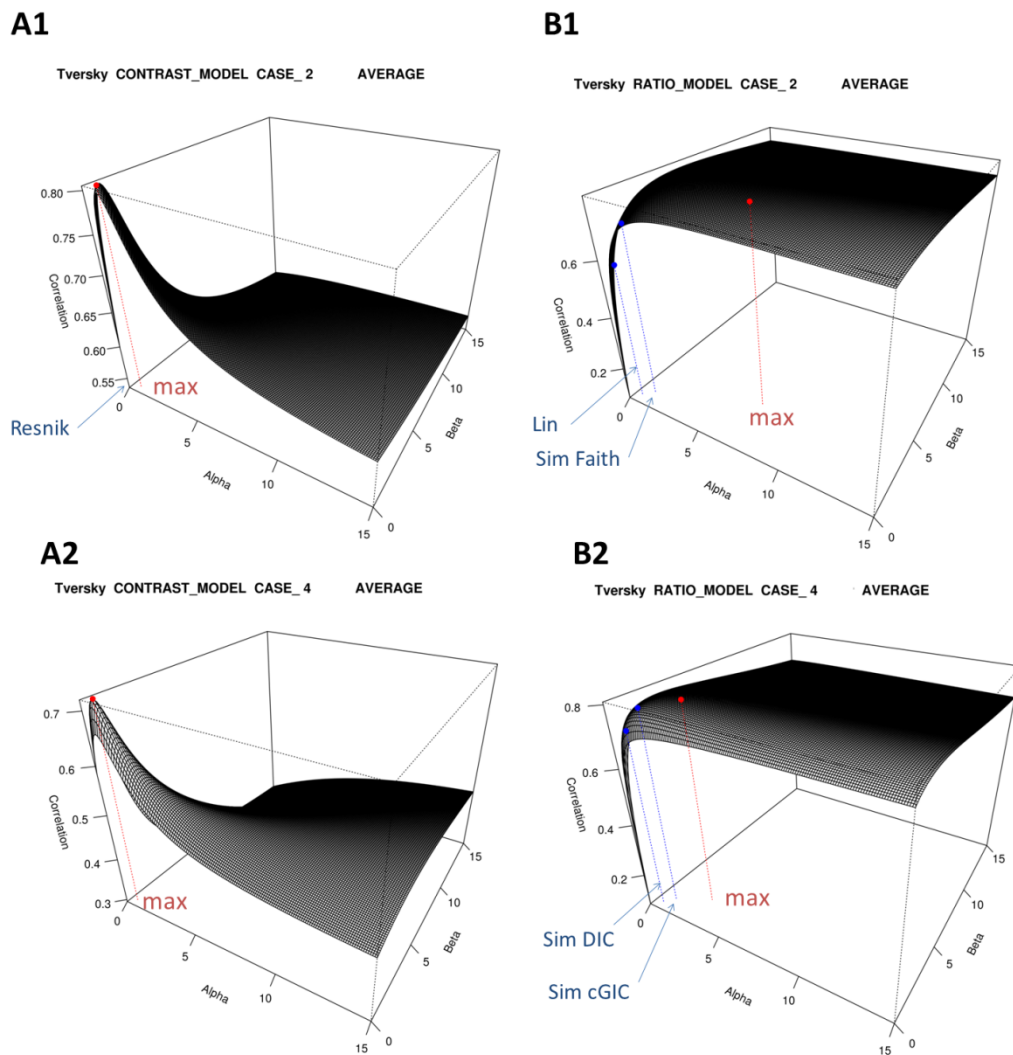 A1
Tversky CONTRAST_MODEL CASE_ 2 AVERAGE
0.80
0.75
0.70
0.65
0.60
0.55
Correlation
0
5
10
15
Alpha
0
5
10
15
Beta
max
Resnik
B1
Tversky RATIO_MODEL CASE_ 2 AVERAGE
0.6
0.4
0.2
Correlation
0
5
10
15
Alpha
0
5
10
15
Beta
Lin
Sim Faith
max
A2
Tversky CONTRAST_MODEL CASE_ 4 AVERAGE
0.7
0.6
0.5
0.4
0.3
Correlation
0
5
10
15
Alpha
0
5
10
15
Beta
max
B2
Tversky RATIO_MODEL CASE_ 4 AVERAGE
0.8
0.6
0.4
0.2
Correlation
0
5
10
15
Alpha
0
5
10
15
Beta
max
Sim DIC
Sim cGIC